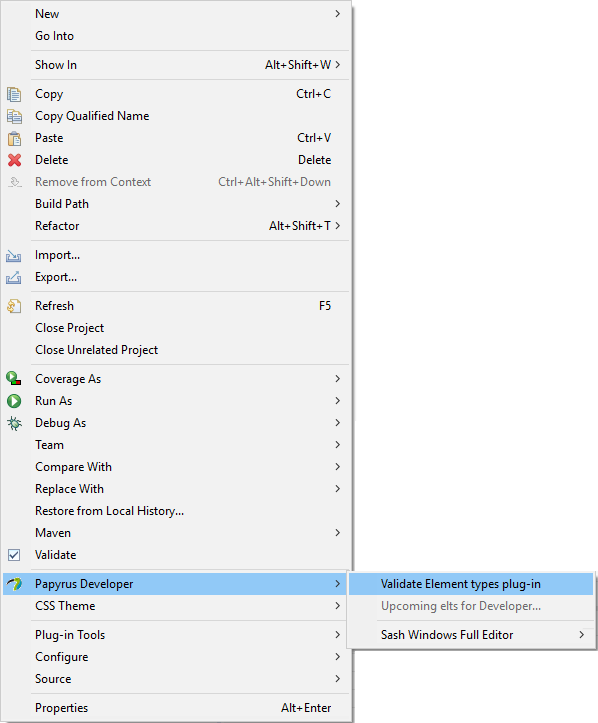 New
Go Into
Show In Alt+Shift+W
Copy Ctrl+C
Copy Qualified Name
Paste Ctrl+V
Delete Delete
Remove from Context Ctrl+Alt+Shift+Down
Build Path
Refactor Alt+Shift+T
Import...
Export...
Refresh F5
Close Project
Close Unrelated Project
Coverage As
Run As
Debug As
Team
Compare With
Replace With
Restore from Local History...
Maven
Validate
Papyrus Developer Validate Element types plug-in
CSS Theme Upcoming elts for Developer...
Plug-in Tools Sash Windows Full Editor
Configure
Source
Properties Alt+Enter